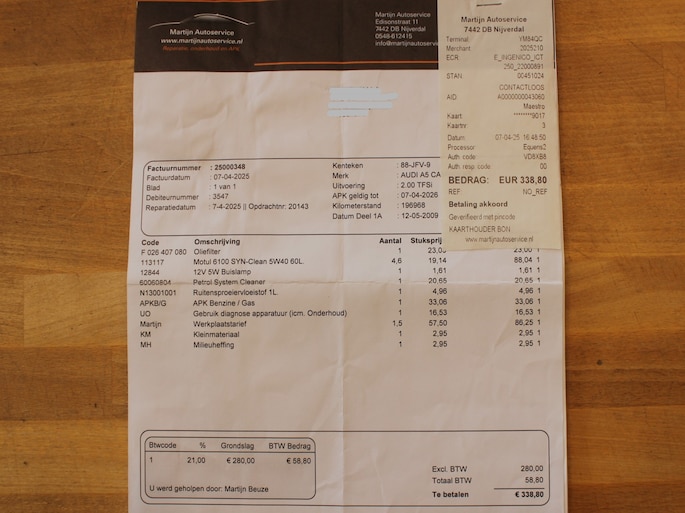 Martijn Autoservice
www.martijnautoservice.nl
Reparatie, onderhoud en APK
Martijn Autoservice
Edisonstraat 11
7442 DB Nijverdal
0548-612415
info@martijnautoserv
Martijn Autoservice
7442 DB Nijverdal
Terminal: YM84QC
Merchant: 2025210
ECR: E_INGENICO_ICT
250_22000891
STAN 00451024
CONTACTLOOS
AID A0000000043060
Maestro
Kaart ********9017
Kaartnr: 3
Datum: 07-04-25 16:48:50
Processor: Equens2
Auth. code: VD8XB8
Auth. resp. code: 00
BEDRAG: EUR 338,80
REF NO_REF
Betaling akkoord
Geverifieerd met pincode
KAARTHOUDER BON
www.martijnautoservice.nl
Factuurnummer : 25000348
Factuurdatum : 07-04-2025
Blad : 1 van 1
Debiteurnummer : 3547
Reparatiedatum : 7-4-2025 || Opdrachtnr: 20143
Kenteken : 88-JFV-9
Merk : AUDI A5 CA
Uitvoering : 2.00 TFSi
APK geldig tot : 07-04-2026
Kilometerstand : 196968
Datum Deel 1A : 12-05-2009
Code Omschrijving Aantal Stuksprij
F 026 407 080 Oliefilter 1 23,00 23,00 1
113117 Motul 6100 SYN-Clean 5W40 60L. 4,6 19,14 88,04 1
12844 12V 5W Buislamp 1 1,61 1,61 1
60060604 Petrol System Cleaner 1 20,65 20,65 1
N13001001 Ruitensproeiervloeistof 1L. 1 4,96 4,96 1
APKB/G APK Benzine / Gas 1 33,06 33,06 1
UO Gebruik diagnose apparatuur (icm. Onderhoud) 1 16,53 16,53 1
Martijn Werkplaatstarief 1,5 57,50 86,25 1
KM Kleinmateriaal 1 2,95 2,95 1
MH Milieuheffing 1 2,95 2,95 1
Btwcode % Grondslag BTW Bedrag
1 21,00 € 280,00 € 58,80
U werd geholpen door: Martijn Beuze
Excl. BTW 280,00
Totaal BTW 58,80
Te betalen € 338,80